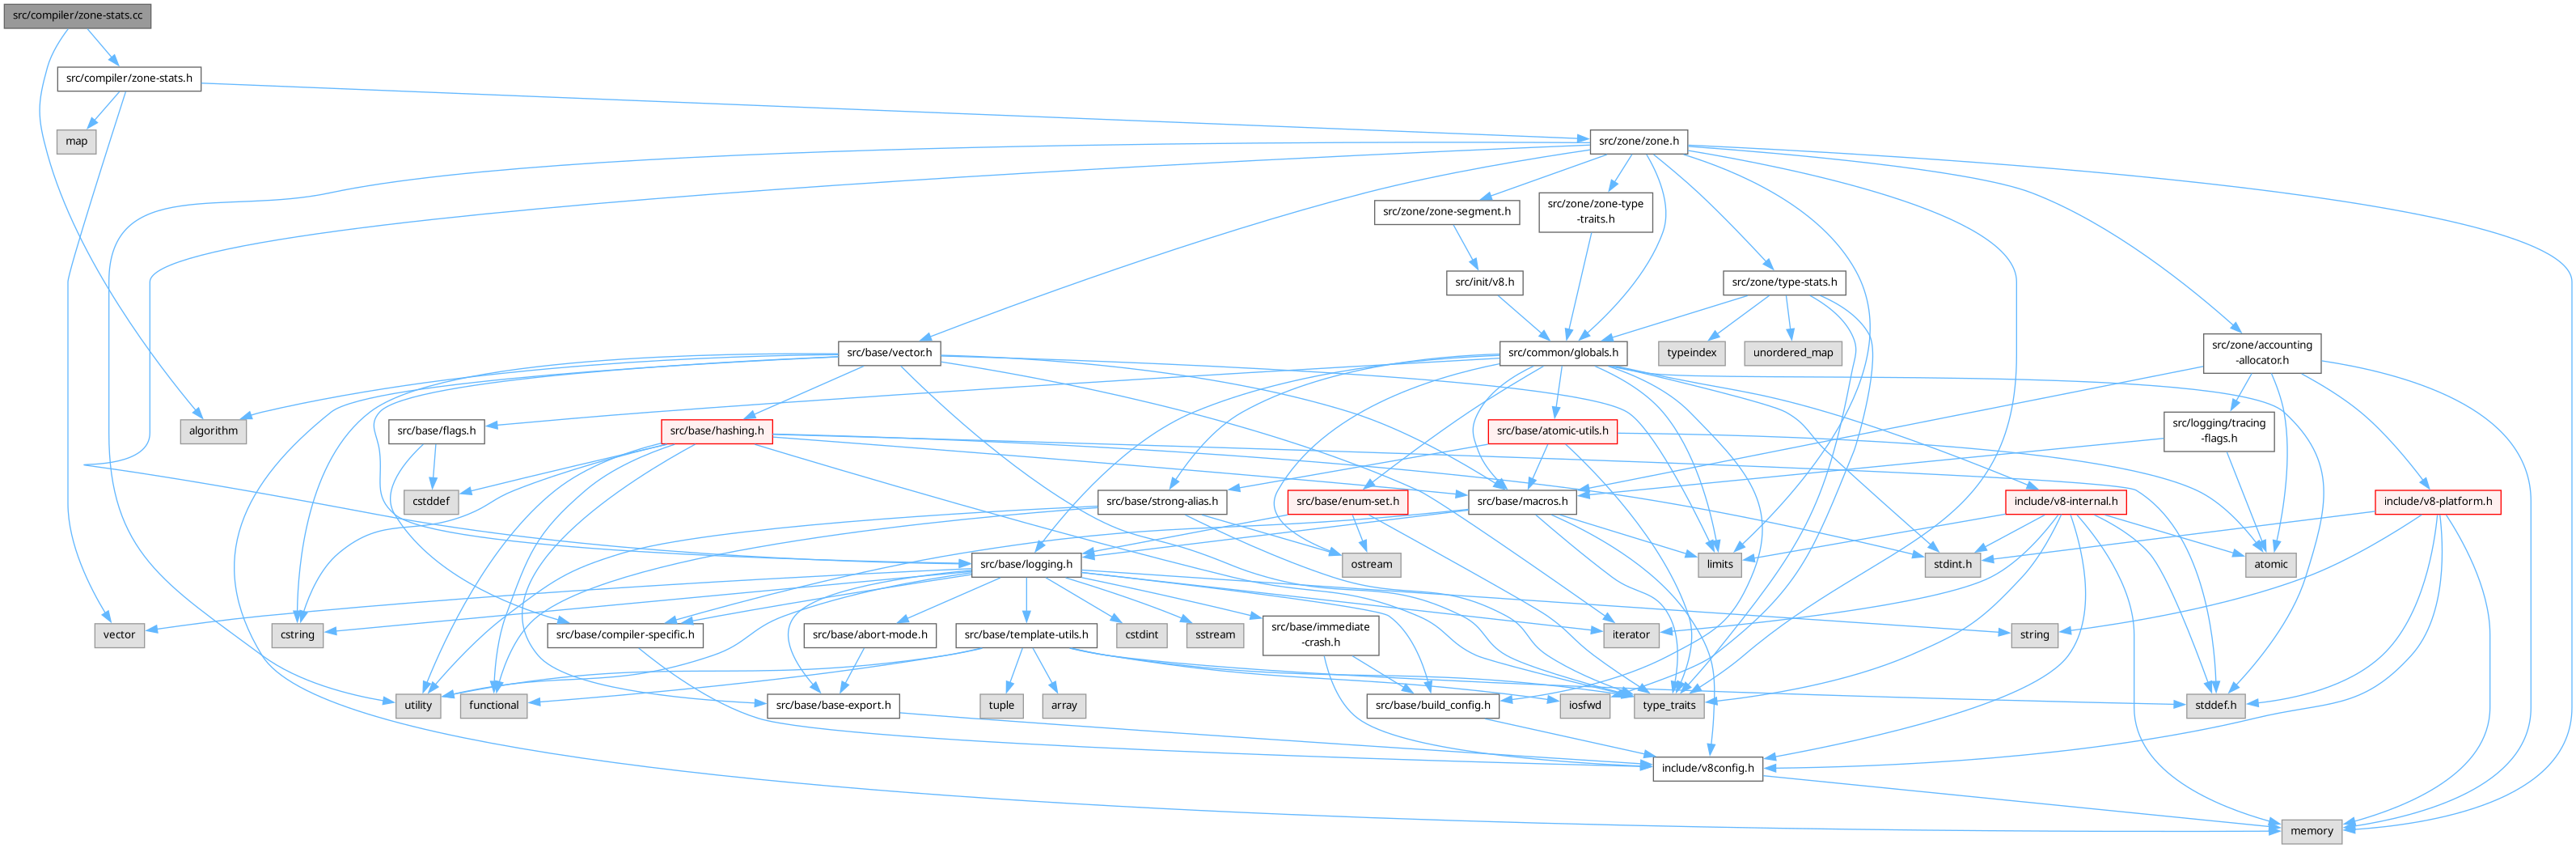 src/compiler/zone-stats.cc
src/compiler/zone-stats.h
map
src/zone/zone.h
src/zone/zone-segment.h
src/zone/zone-type
-traits.h
src/init/v8.h
src/zone/type-stats.h
src/base/vector.h
src/common/globals.h
typeindex
unordered_map
src/zone/accounting
-allocator.h
algorithm
src/base/flags.h
src/base/hashing.h
src/base/atomic-utils.h
src/logging/tracing
-flags.h
cstddef
src/base/strong-alias.h
src/base/enum-set.h
src/base/macros.h
include/v8-internal.h
include/v8-platform.h
src/base/logging.h
ostream
limits
stdint.h
atomic
vector
cstring
src/base/compiler-specific.h
src/base/abort-mode.h
src/base/template-utils.h
cstdint
sstream
src/base/immediate
-crash.h
iterator
string
utility
functional
src/base/base-export.h
tuple
array
src/base/build_config.h
iosfwd
type_traits
stddef.h
include/v8config.h
memory